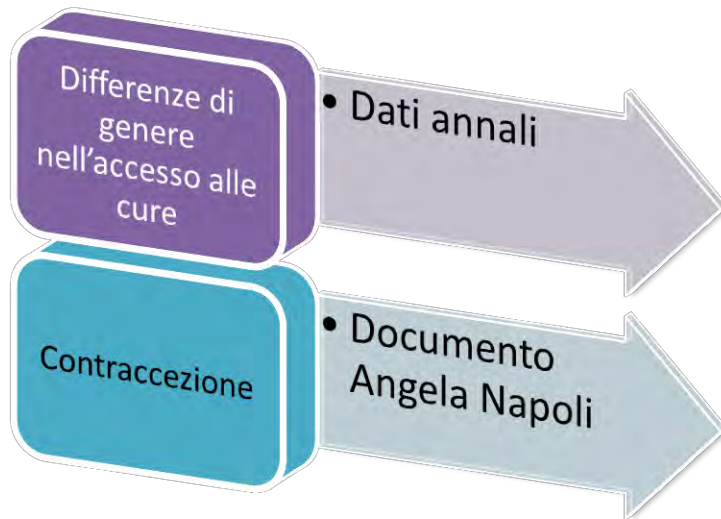 Differenze di
genere
nell'accesso alle
cure
• Dati annali
Contraccezione
• Documento
Angela Napoli